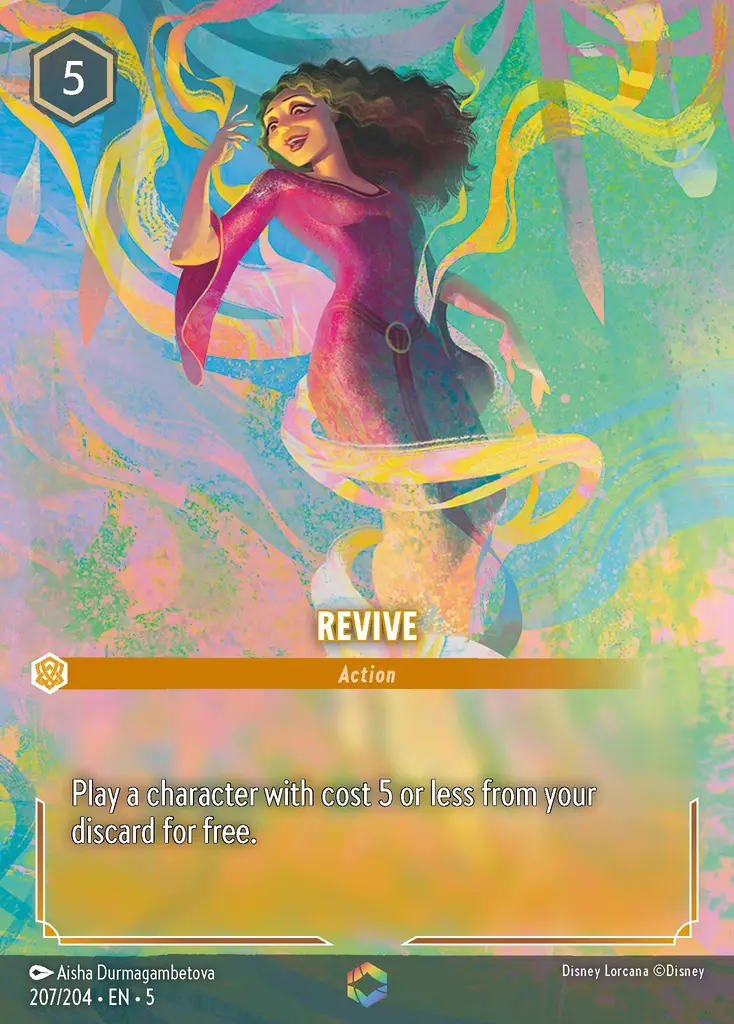 5
REVIVE
Action
Play a character with cost 5 or less from your
discard for free.
Aisha Durmagambetova
Disney Lorcana ©Disney
207/204 • EN • 5